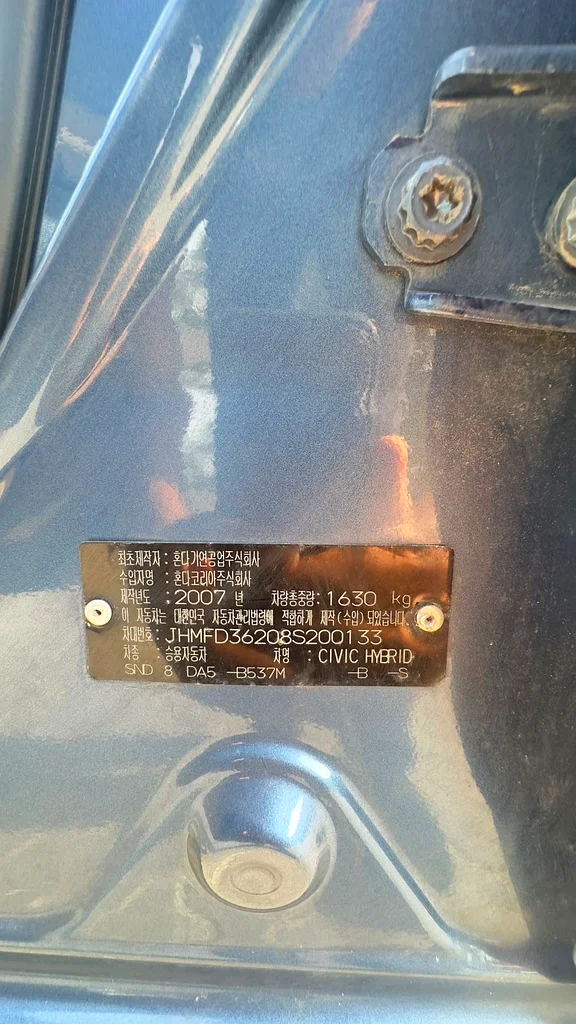 최초제작자 : 혼다기연공업주식회사
수입자명 : 혼다코리아주식회사
제작년도 : 2007 년 차량총중량: 1630 kg
이 자동차는 대한민국 자동차관리법령에 적합하게 제작(수입) 되었습니다.
차대번호: JHMFD36208S200133
차종 : 승용자동차 차명 : CIVIC HYBRID
SND 8 DA5 -B537M -B -S